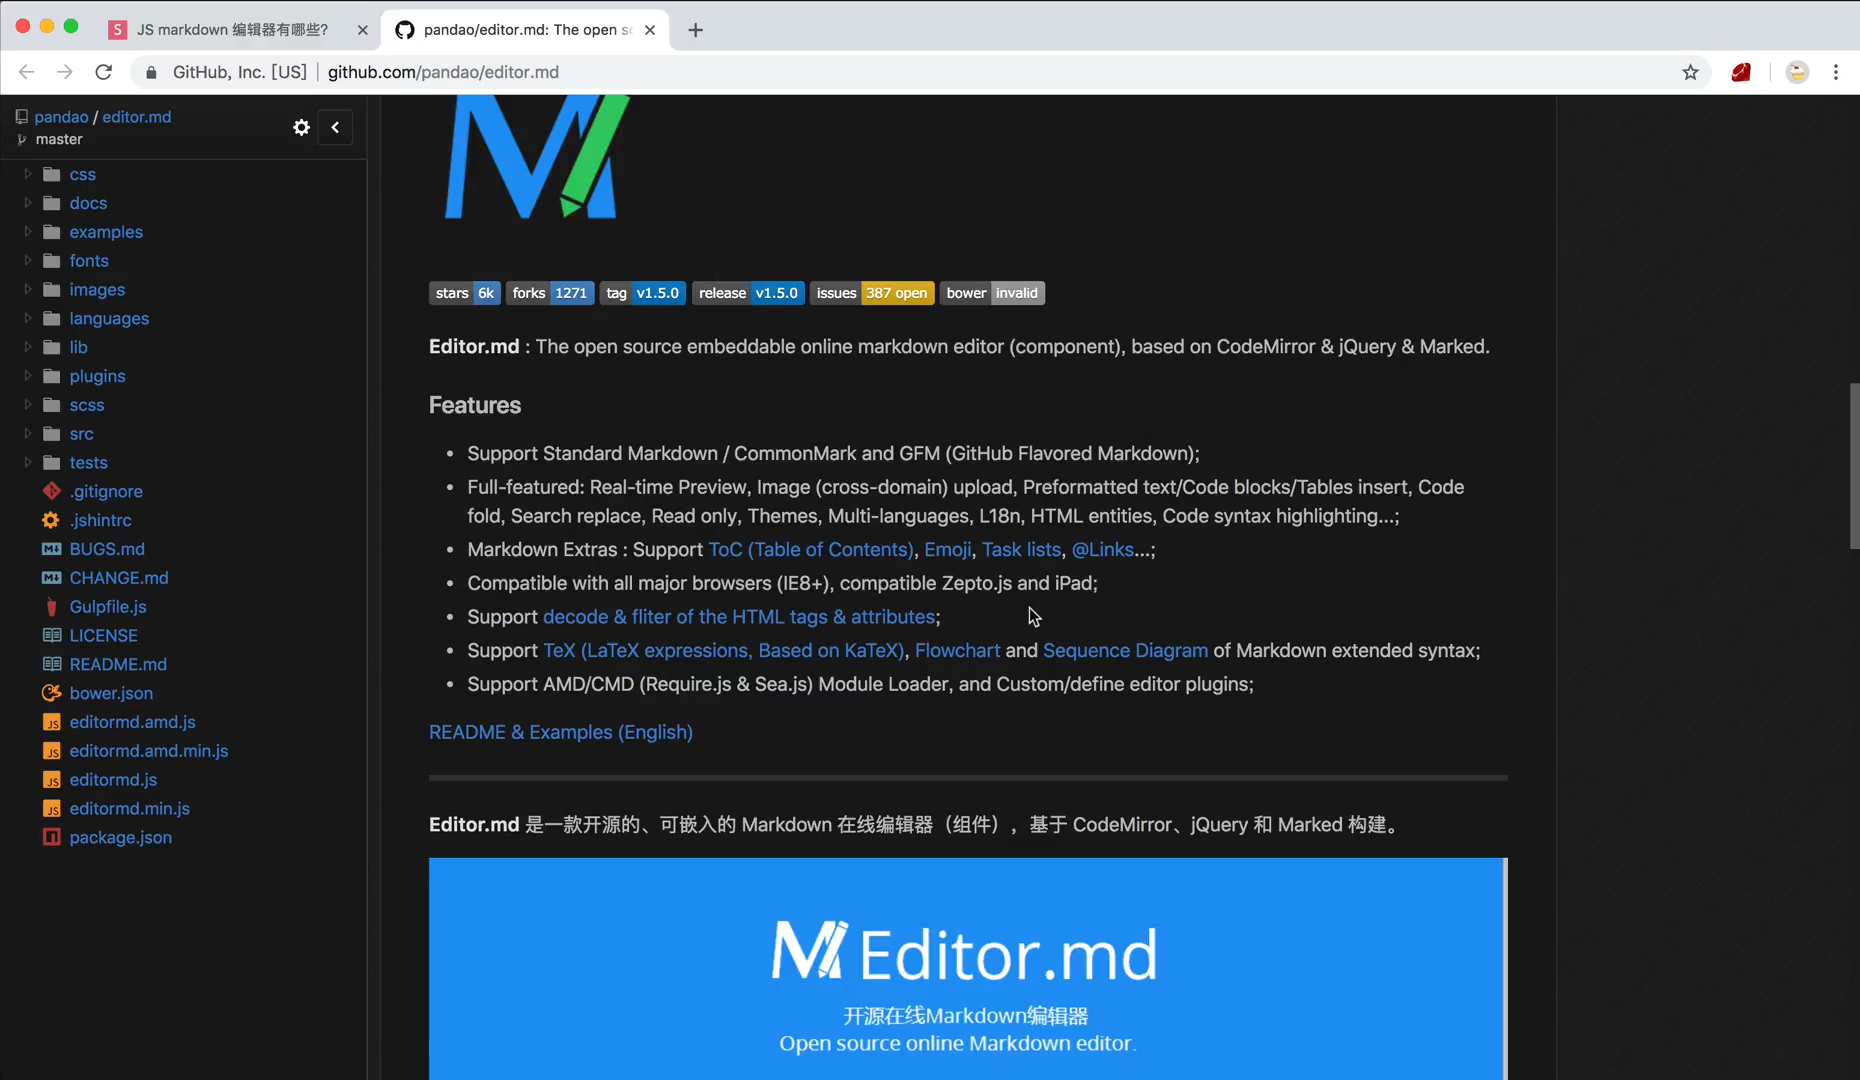 JS markdown 编辑器有哪些?
pandao/editor.md: The open so
GitHub, Inc. [US]
github.com/pandao/editor.md
pandao / editor.md
master
css
docs
examples
fonts
images
languages
lib
plugins
scss
src
tests
.gitignore
.jshintrc
BUGS.md
CHANGE.md
Gulpfile.js
LICENSE
README.md
bower.json
editormd.amd.js
editormd.amd.min.js
editormd.js
editormd.min.js
package.json
stars 6k forks 1271 tag v1.5.0 release v1.5.0 issues 387 open bower invalid
Editor.md : The open source embeddable online markdown editor (component), based on CodeMirror & jQuery & Marked.
Features
Support Standard Markdown / CommonMark and GFM (GitHub Flavored Markdown);
Full-featured: Real-time Preview, Image (cross-domain) upload, Preformatted text/Code blocks/Tables insert, Code
fold, Search replace, Read only, Themes, Multi-languages, L18n, HTML entities, Code syntax highlighting...;
Markdown Extras : Support ToC (Table of Contents), Emoji, Task lists, @Links...;
Compatible with all major browsers (IE8+), compatible Zepto.js and iPad;
Support decode & fliter of the HTML tags & attributes;
Support TeX (LaTeX expressions, Based on KaTeX), Flowchart and Sequence Diagram of Markdown extended syntax;
Support AMD/CMD (Require.js & Sea.js) Module Loader, and Custom/define editor plugins;
README & Examples (English)
Editor.md 是一款开源的、可嵌入的 Markdown 在线编辑器（组件），基于 CodeMirror、jQuery 和 Marked 构建。
Editor.md
开源在线Markdown编辑器
Open source online Markdown editor.